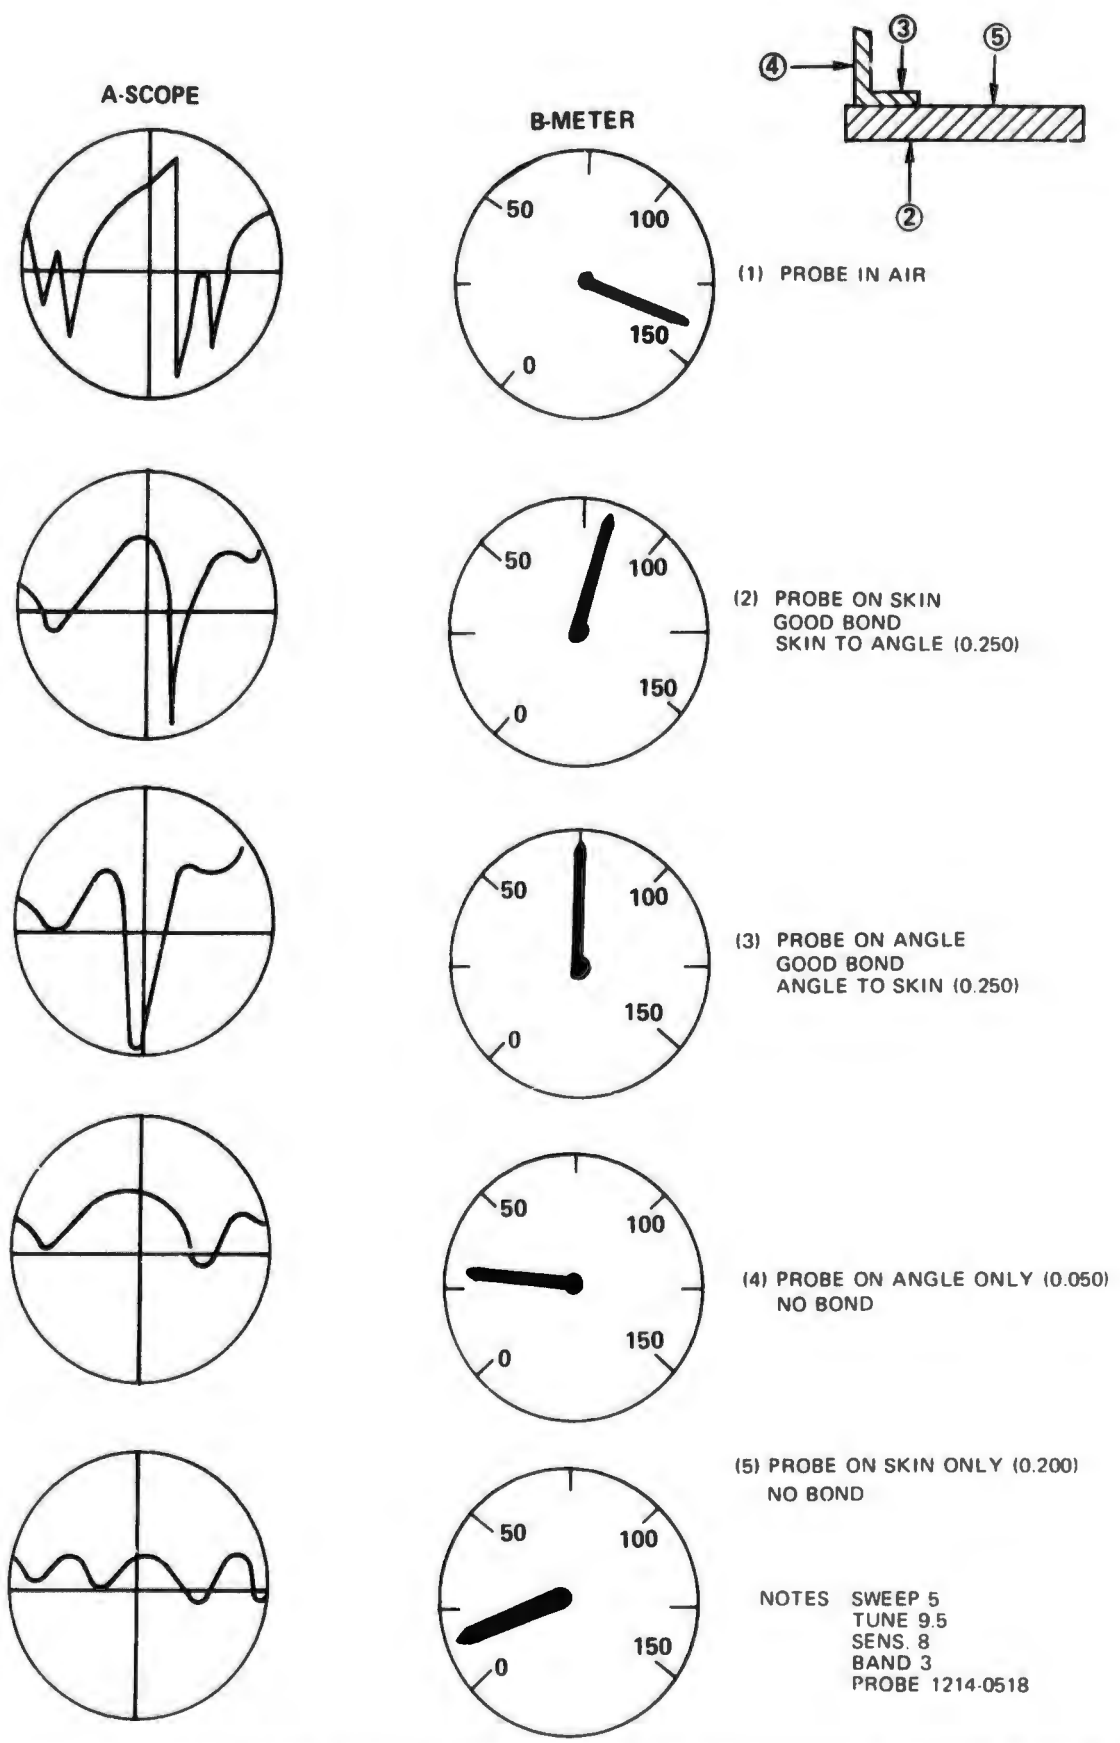 ③
⑤
④
②
A-SCOPE
B-METER
50
100
150
0
(1) PROBE IN AIR
50
100
150
0
(2) PROBE ON SKIN
GOOD BOND
SKIN TO ANGLE (0.250)
50
100
150
0
(3) PROBE ON ANGLE
GOOD BOND
ANGLE TO SKIN (0.250)
50
100
150
0
(4) PROBE ON ANGLE ONLY (0.050)
NO BOND
50
100
150
0
(5) PROBE ON SKIN ONLY (0.200)
NO BOND
NOTES SWEEP 5
TUNE 9.5
SENS. 8
BAND 3
PROBE 1214-0518